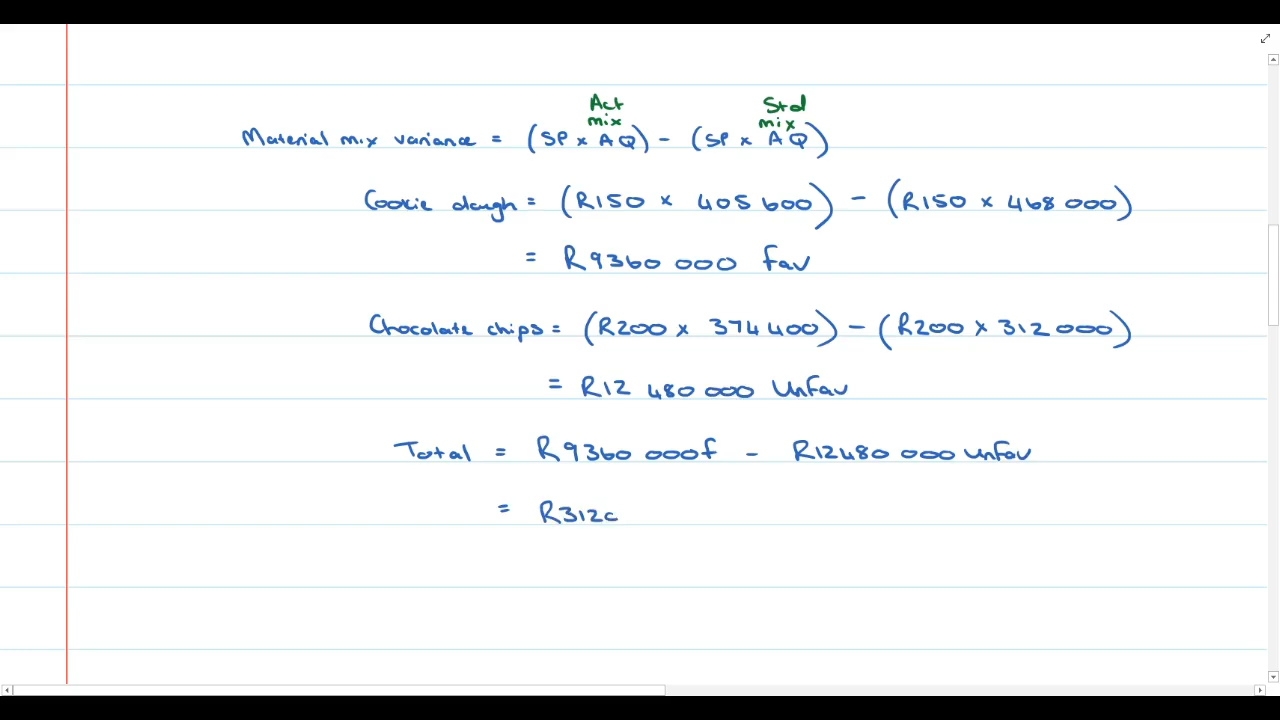 Act Std
mix mix
Material mix variance = (SP x AQ) - (SP x AQ)
Cookie dough = (R150 x 405 600) - (R150 x 468 000)
= R9360 000 Fav
Chocolate chips = (R200 x 374 400) - (R200 x 312 000)
= R12 480 000 UnFav
Total = R9360 000f - R12480 000 UnFav
= R312c